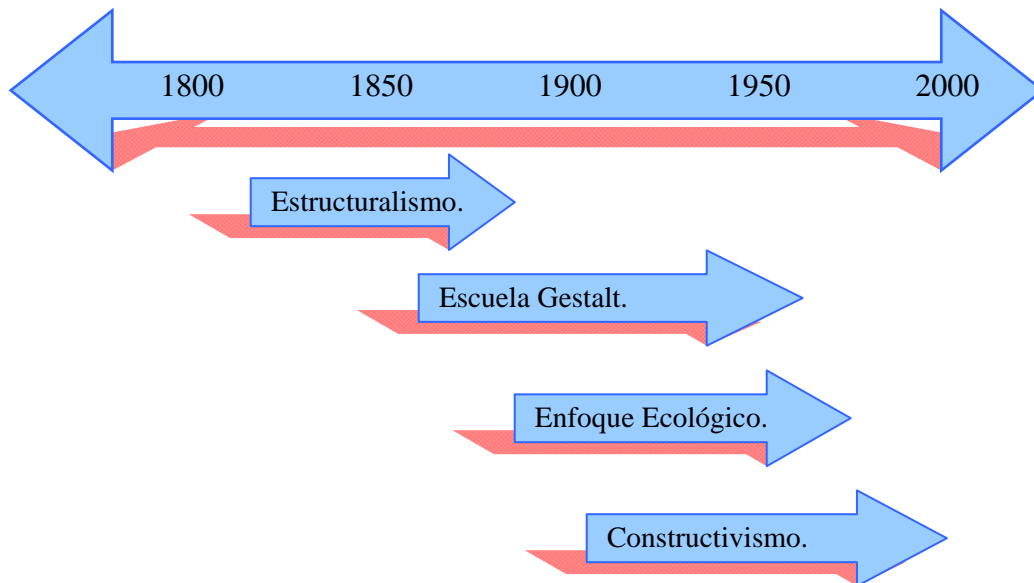 1800 1850 1900 1950 2000
Estructuralismo.
Escuela Gestalt.
Enfoque Ecológico.
Constructivismo.